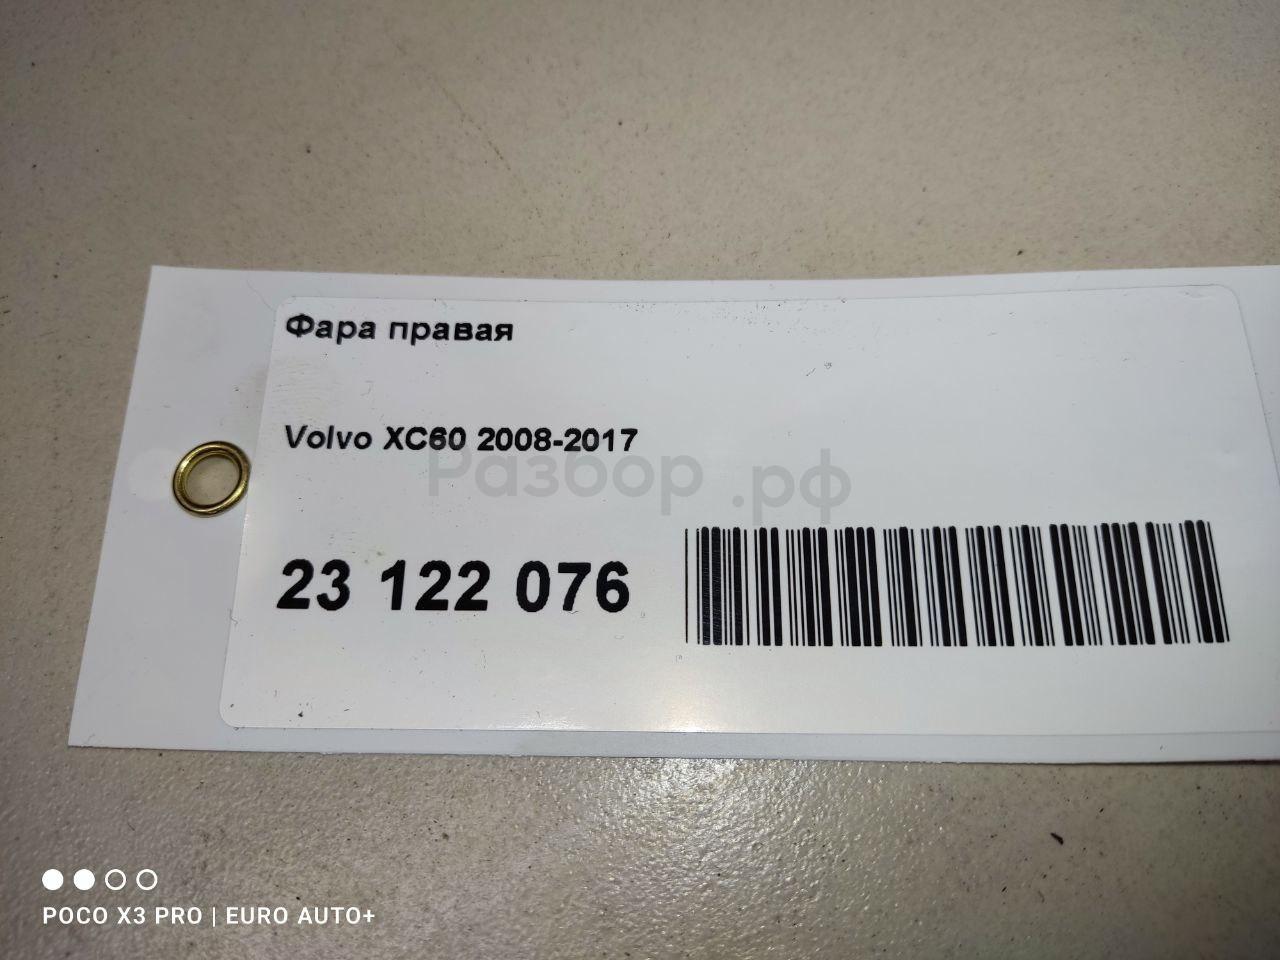 Фара правая
Volvo XC60 2008-2017
Разбор.рф
23 122 076
POCO X3 PRO | EURO AUTO+